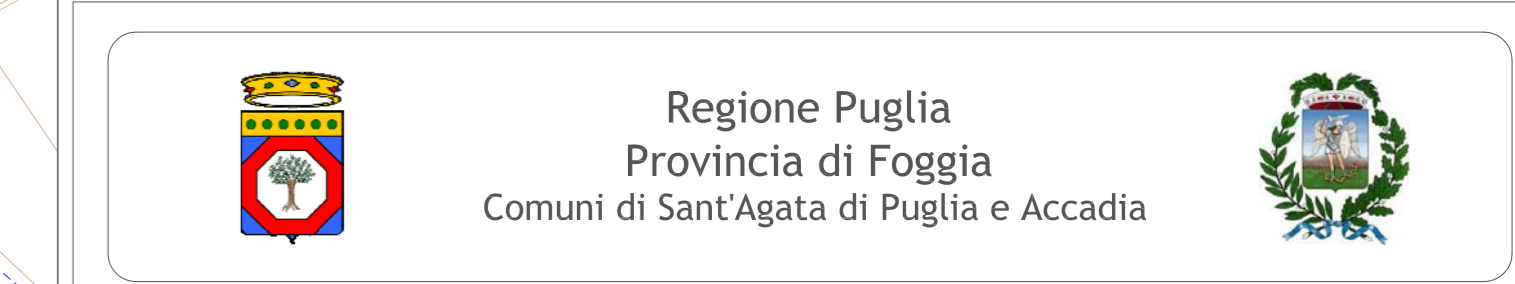 Regione Puglia
Provincia di Foggia
Comuni di Sant'Agata di Puglia e Accadia